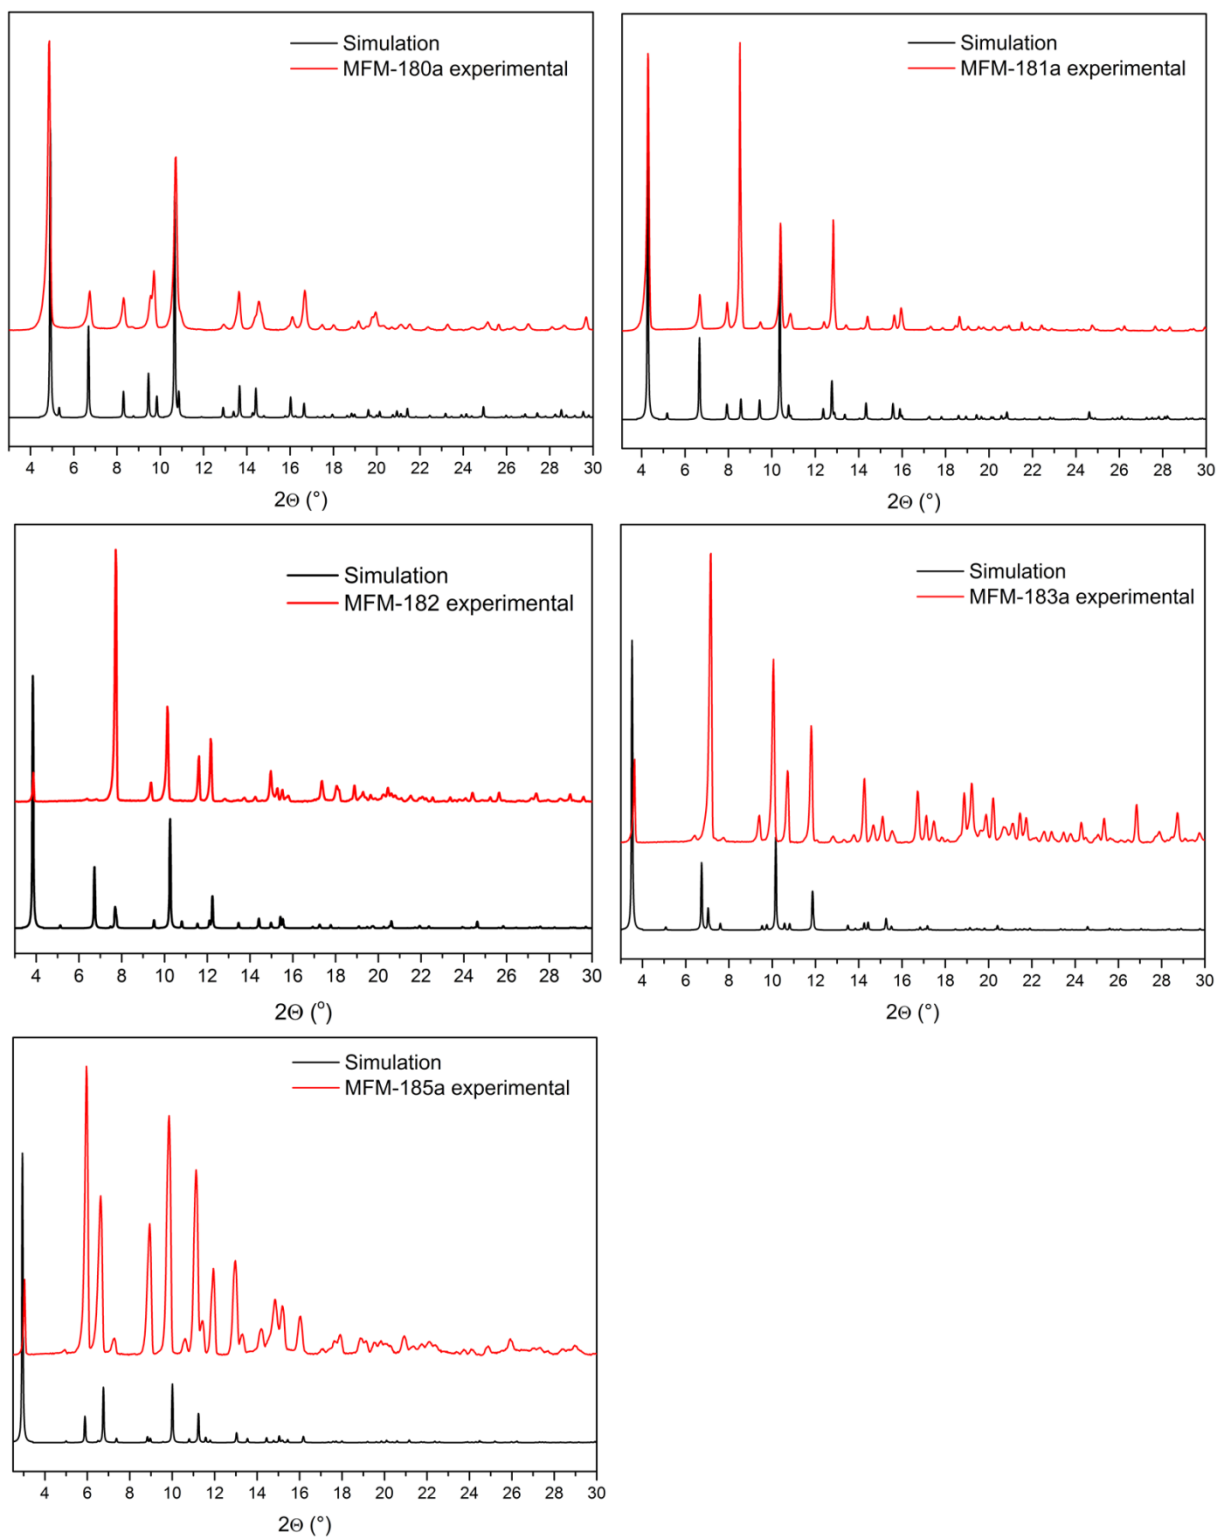 Simulation
MFM-180a experimental
4 6 8 10 12 14 16 18 20 22 24 26 28 30
2Θ (°)
Simulation
MFM-181a experimental
4 6 8 10 12 14 16 18 20 22 24 26 28 30
2Θ (°)
Simulation
MFM-182 experimental
4 6 8 10 12 14 16 18 20 22 24 26 28 30
2Θ (°)
Simulation
MFM-183a experimental
4 6 8 10 12 14 16 18 20 22 24 26 28 30
2Θ (°)
Simulation
MFM-185a experimental
4 6 8 10 12 14 16 18 20 22 24 26 28 30
2Θ (°)